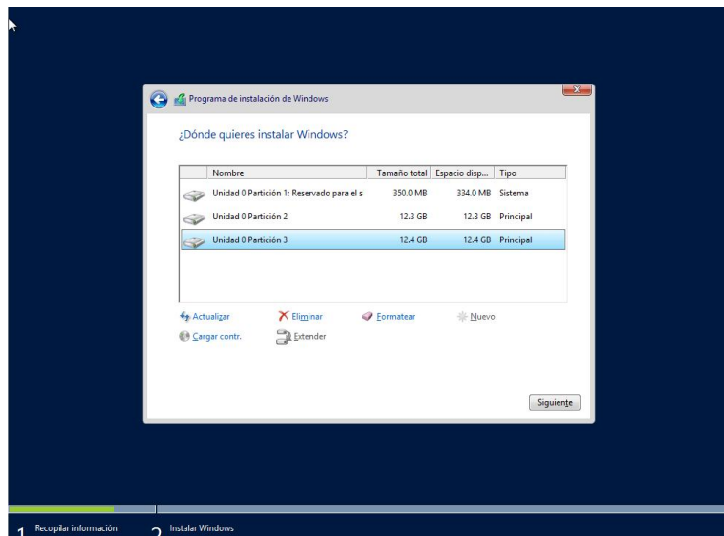 Programa de instalación de Windows
¿Dónde quieres instalar Windows?
Nombre Tamaño total Espacio disp... Tipo
Unidad 0 Partición 1: Reservado para el s 350.0 MB 334.0 MB Sistema
Unidad 0 Partición 2 12.3 GB 12.3 GB Principal
Unidad 0 Partición 3 12.4 GB 12.4 GB Principal
Actualizar Eliminar Formatear Nuevo
Cargar contr. Extender
Siguiente
1 Recopilar información 2 Instalar Windows